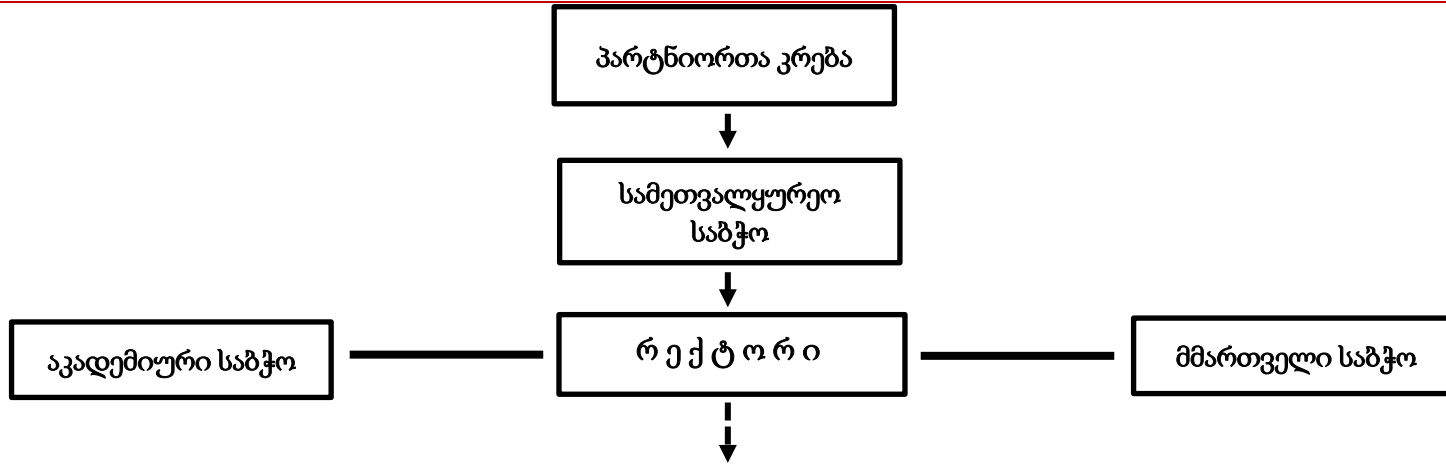 პარტნიორთა კრება
სამეთვალყურეო
საბჭო
აკადემიური საბჭო
რ ე ქ ტ ო რ ი
მმართველი საბჭო